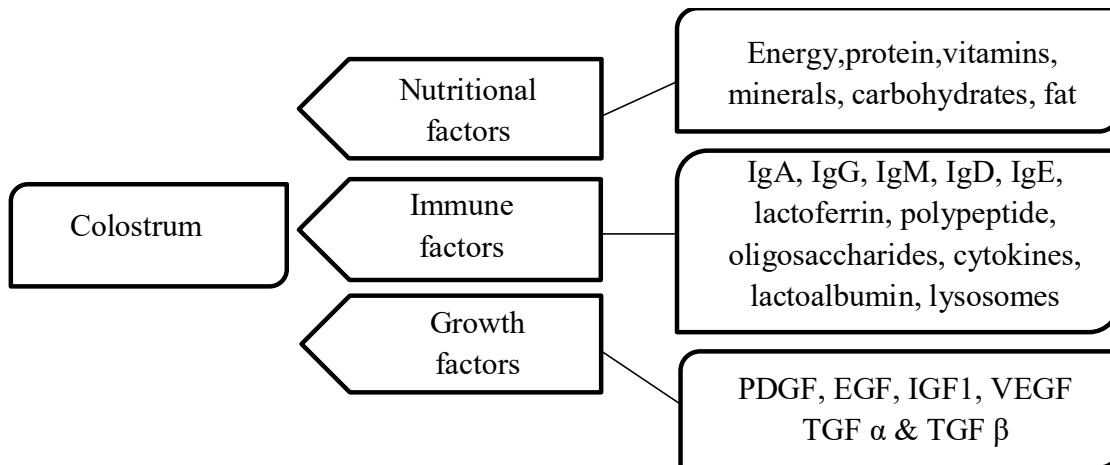 Colostrum
Nutritional
factors
Energy,protein,vitamins,
minerals, carbohydrates, fat
Immune
factors
IgA, IgG, IgM, IgD, IgE,
lactoferrin, polypeptide,
oligosaccharides, cytokines,
lactoalbumin, lysosomes
Growth
factors
PDGF, EGF, IGF1, VEGF
TGF α & TGF β